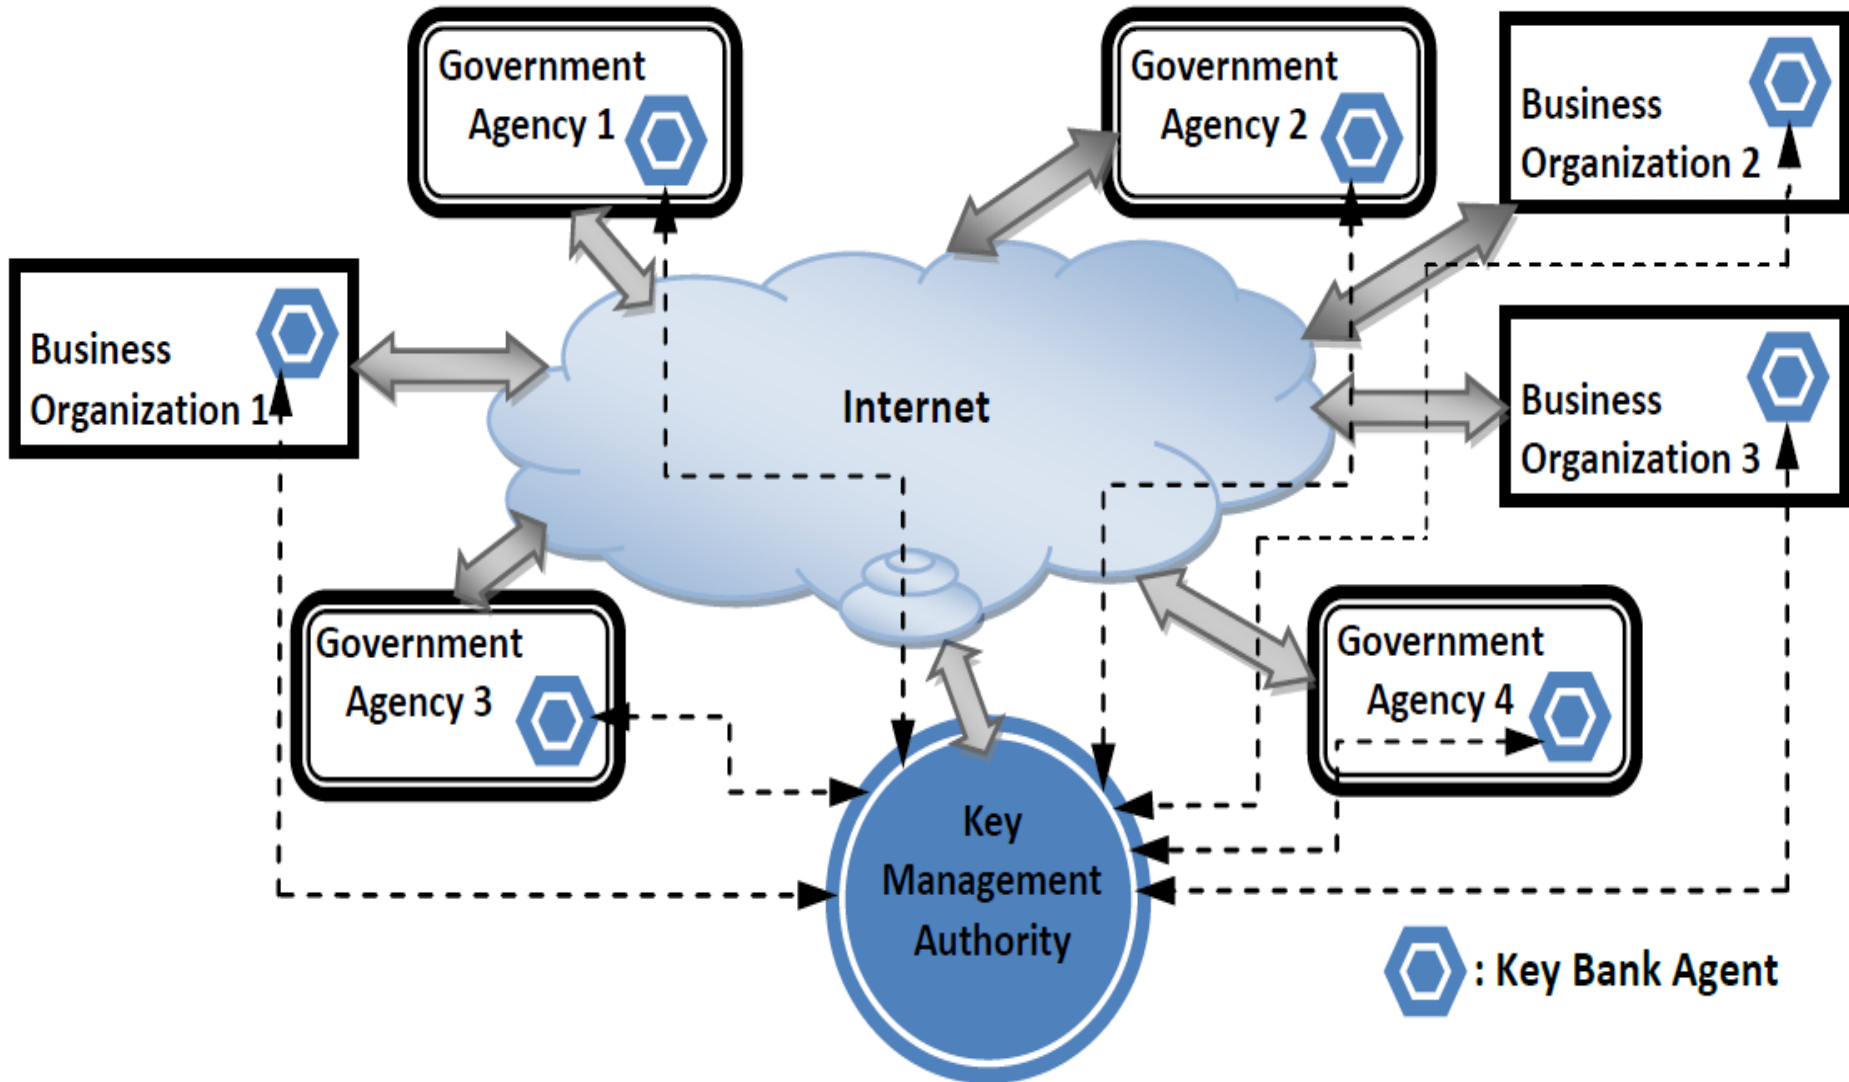 Government
Agency 1
Government
Agency 2
Business
Organization 2
Business
Organization 1
Internet
Business
Organization 3
Government
Agency 3
Government
Agency 4
Key
Management
Authority
: Key Bank Agent